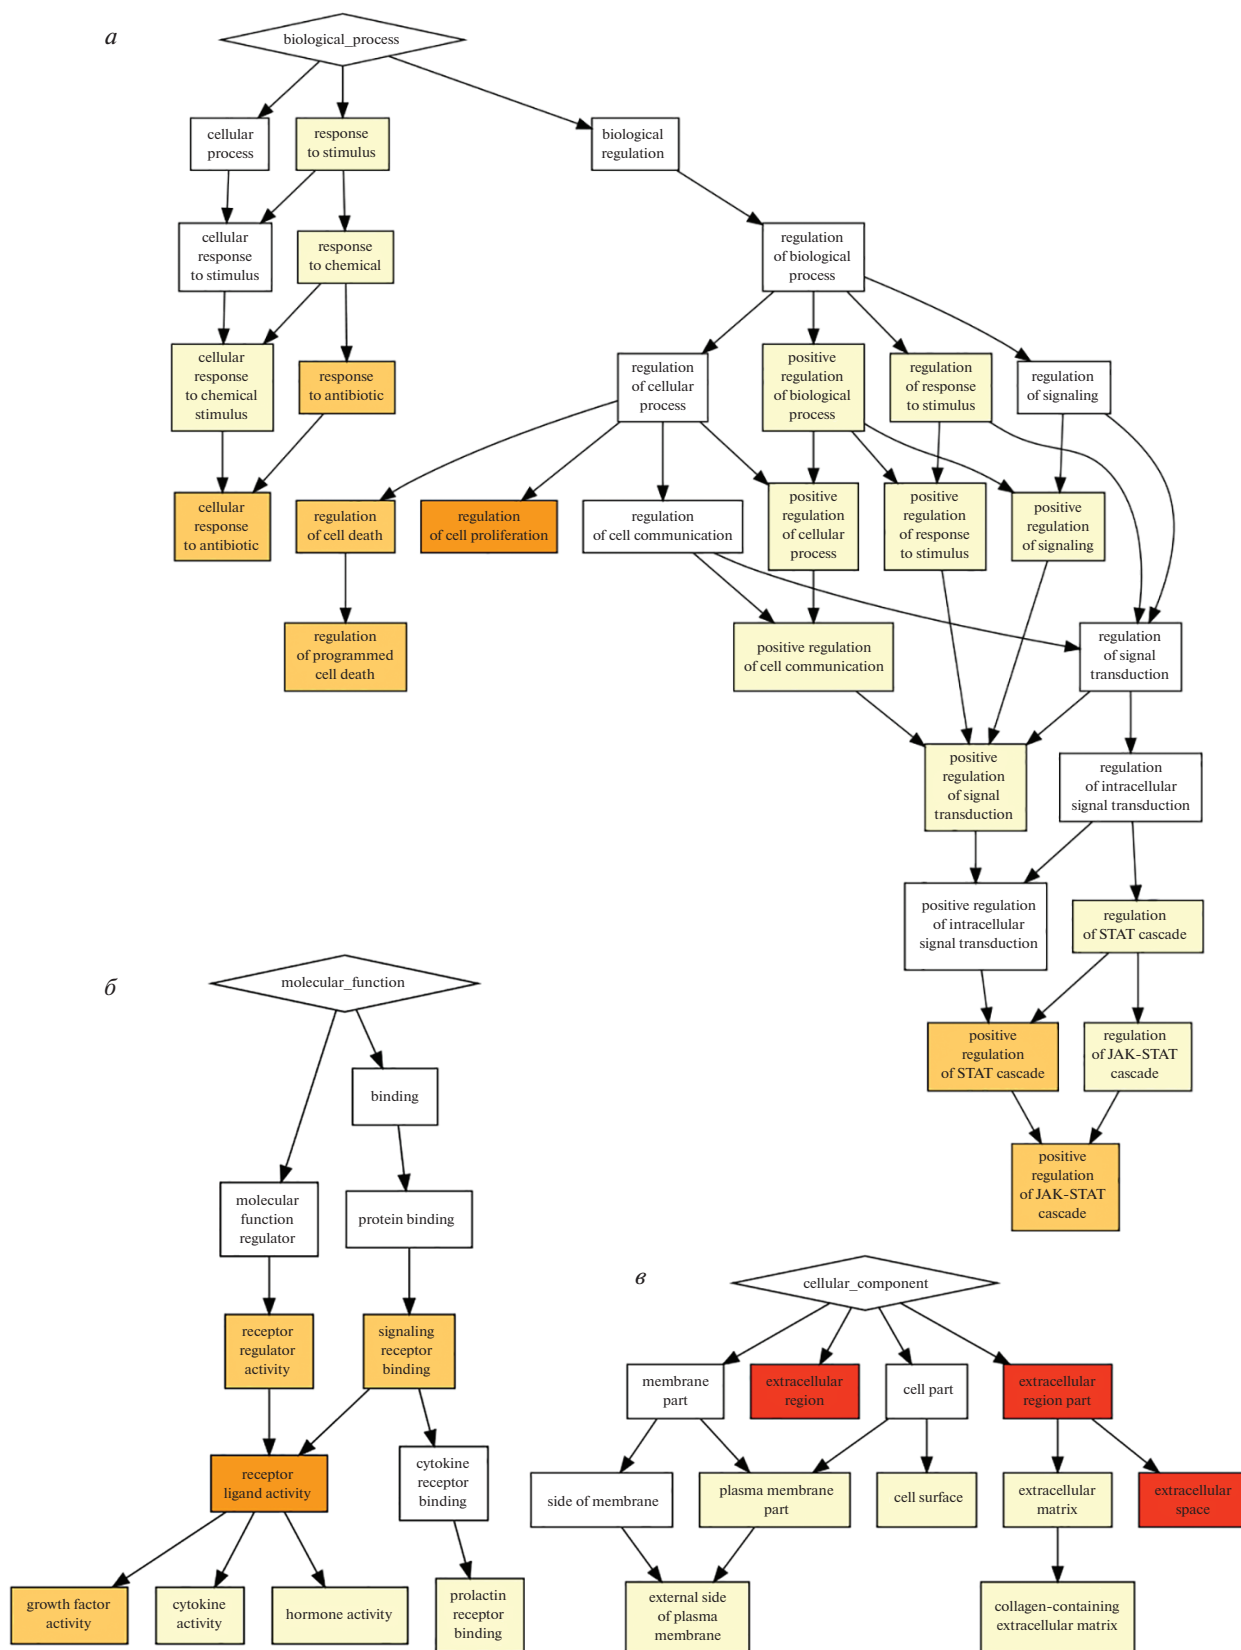 а
biological_process
cellular
process
response
to stimulus
biological
regulation
cellular
response
to stimulus
response
to chemical
regulation
of biological
process
cellular
response
to chemical
stimulus
response
to antibiotic
regulation
of cellular
process
positive
regulation
of biological
process
regulation
of response
to stimulus
regulation
of signaling
cellular
response
to antibiotic
regulation
of cell death
regulation
of cell proliferation
regulation
of cell communication
positive
regulation
of cellular
process
positive
regulation
of response
to stimulus
positive
regulation
of signaling
regulation
of programmed
cell death
positive regulation
of cell communication
regulation
of signal
transduction
positive
regulation
of signal
transduction
regulation
of intracellular
signal transduction
positive regulation
of intracellular
signal transduction
regulation
of STAT cascade
positive
regulation
of STAT cascade
regulation
of JAK-STAT
cascade
positive
regulation
of JAK-STAT
cascade
б
molecular_function
binding
molecular
function
regulator
protein binding
receptor
regulator
activity
signaling
receptor
binding
receptor
ligand activity
cytokine
receptor
binding
growth factor
activity
cytokine
activity
hormone activity
prolactin
receptor
binding
в
cellular_component
membrane
part
extracellular
region
cell part
extracellular
region part
side of membrane
plasma membrane
part
cell surface
extracellular
matrix
extracellular
space
external side
of plasma
membrane
collagen-containing
extracellular matrix